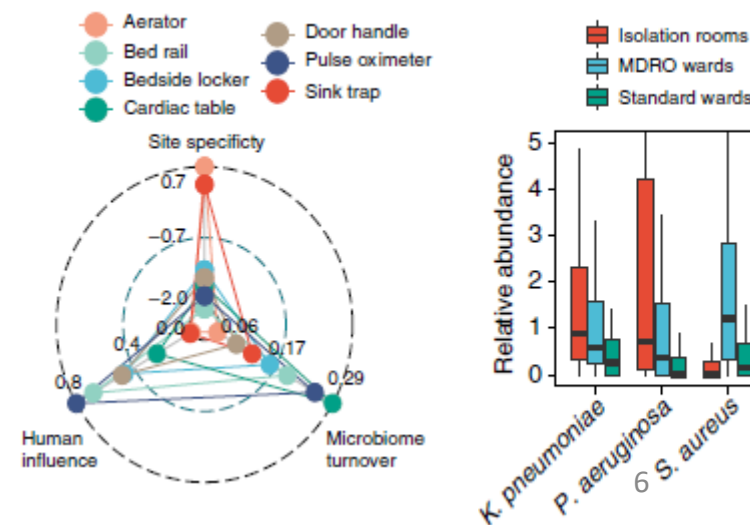 Aerator
Bed rail
Bedside locker
Cardiac table
Door handle
Pulse oximeter
Sink trap
Site specificty
0.7
–0.7
–2.0
0.0
0.06
0.4
0.17
0.8
0.29
Human
influence
Microbiome
turnover
Isolation rooms
MDRO wards
Standard wards
Relative abundance
5
4
3
2
1
0
K. pneumoniae
P. aeruginosa
S. aureus
6